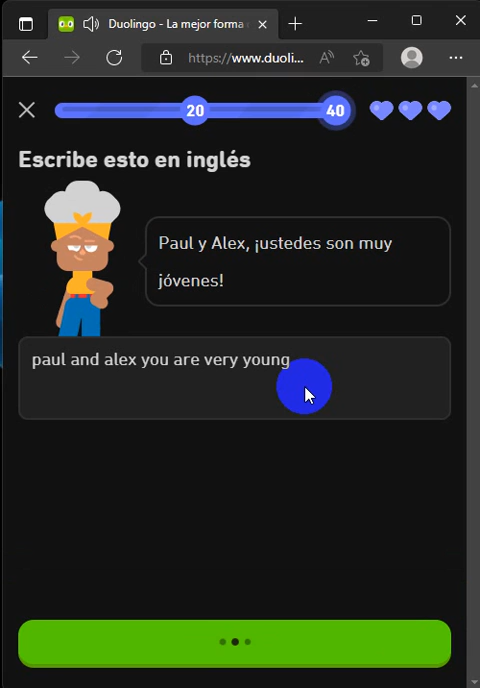 Duolingo - La mejor forma
https://www.duoli...
20
40
Escribe esto en inglés
Paul y Alex, ¡ustedes son muy
jóvenes!
paul and alex you are very young